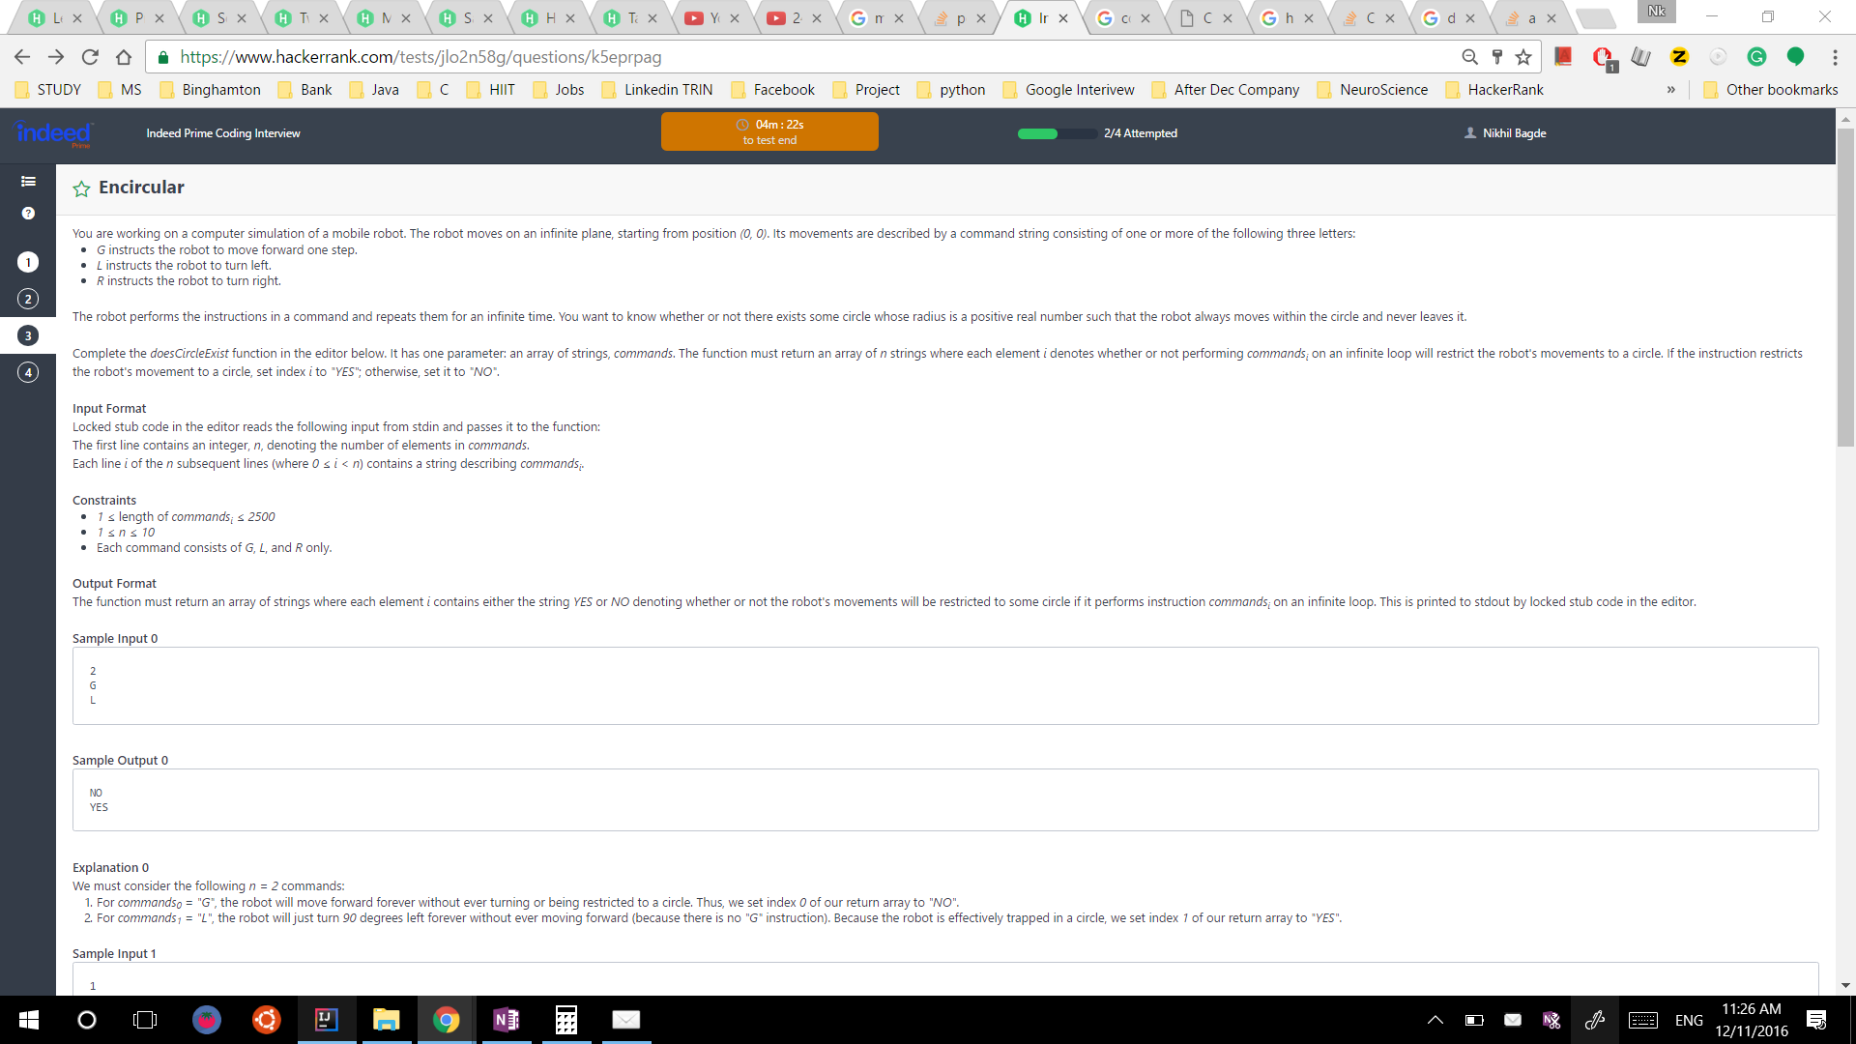 Lo
P
So
Tv
M
S.
H
Ta
Yo
2-
m
p
Ir
co
C
h
C
d
a
Nk
https://www.hackerrank.com/tests/jlo2n58g/questions/k5eprpag
1
STUDY MS Binghamton Bank Java C HIIT Jobs Linkedin TRIN Facebook Project python Google Interivew After Dec Company NeuroScience HackerRank » Other bookmarks
indeed Prime
Indeed Prime Coding Interview
04m : 22s
to test end
2/4 Attempted
Nikhil Bagde
Encircular
1
2
3
4
You are working on a computer simulation of a mobile robot. The robot moves on an infinite plane, starting from position (0, 0). Its movements are described by a command string consisting of one or more of the following three letters:
• G instructs the robot to move forward one step.
• L instructs the robot to turn left.
• R instructs the robot to turn right.
The robot performs the instructions in a command and repeats them for an infinite time. You want to know whether or not there exists some circle whose radius is a positive real number such that the robot always moves within the circle and never leaves it.
Complete the doesCircleExist function in the editor below. It has one parameter: an array of strings, commands. The function must return an array of n strings where each element i denotes whether or not performing commandsi on an infinite loop will restrict the robot's movements to a circle. If the instruction restricts
the robot's movement to a circle, set index i to "YES"; otherwise, set it to "NO".
Input Format
Locked stub code in the editor reads the following input from stdin and passes it to the function:
The first line contains an integer, n, denoting the number of elements in commands.
Each line i of the n subsequent lines (where 0 ≤ i < n) contains a string describing commandsi.
Constraints
• 1 ≤ length of commandsi ≤ 2500
• 1 ≤ n ≤ 10
• Each command consists of G, L, and R only.
Output Format
The function must return an array of strings where each element i contains either the string YES or NO denoting whether or not the robot's movements will be restricted to some circle if it performs instruction commandsi on an infinite loop. This is printed to stdout by locked stub code in the editor.
Sample Input 0
2
G
L
Sample Output 0
NO
YES
Explanation 0
We must consider the following n = 2 commands:
1. For commands0 = "G", the robot will move forward forever without ever turning or being restricted to a circle. Thus, we set index 0 of our return array to "NO".
2. For commands1 = "L", the robot will just turn 90 degrees left forever without ever moving forward (because there is no "G" instruction). Because the robot is effectively trapped in a circle, we set index 1 of our return array to "YES".
Sample Input 1
1
ENG
11:26 AM
12/11/2016